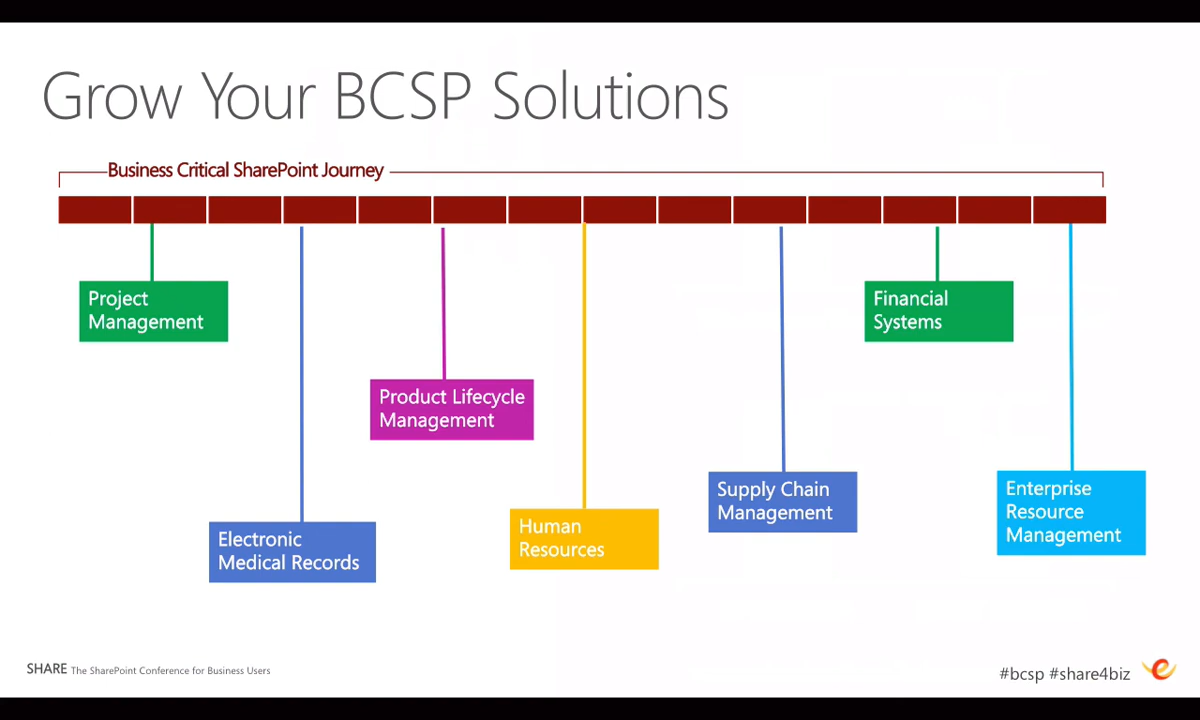 Grow Your BCSP Solutions
Business Critical SharePoint Journey
Project
Management
Financial
Systems
Product Lifecycle
Management
Supply Chain
Management
Enterprise
Resource
Management
Human
Resources
Electronic
Medical Records
SHARE The SharePoint Conference for Business Users
#bcsp #share4biz